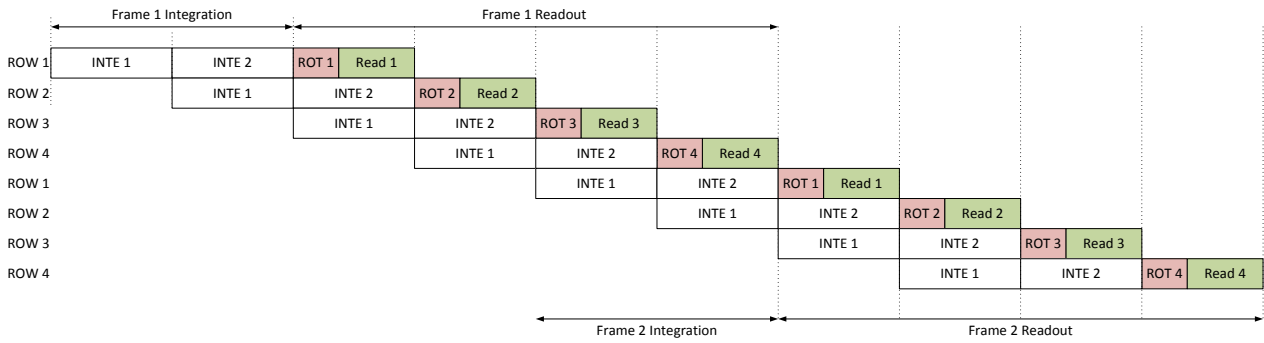 Frame 1 Integration Frame 1 Readout
ROW 1 INTE 1 INTE 2 ROT 1 Read 1
ROW 2 INTE 1 INTE 2 ROT 2 Read 2
ROW 3 INTE 1 INTE 2 ROT 3 Read 3
ROW 4 INTE 1 INTE 2 ROT 4 Read 4
ROW 1 INTE 1 INTE 2 ROT 1 Read 1
ROW 2 INTE 1 INTE 2 ROT 2 Read 2
ROW 3 INTE 1 INTE 2 ROT 3 Read 3
ROW 4 INTE 1 INTE 2 ROT 4 Read 4
Frame 2 Integration Frame 2 Readout